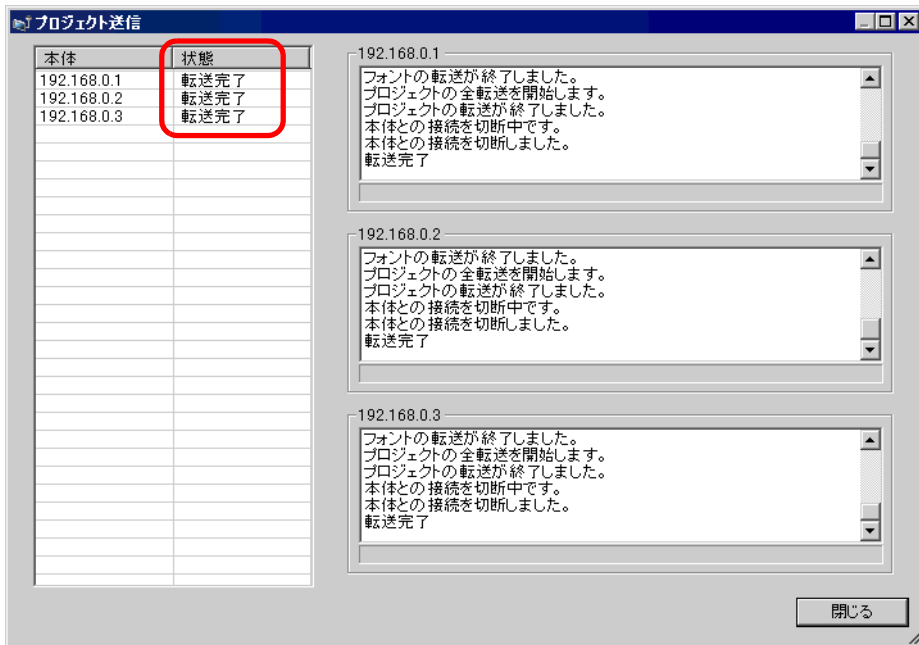 プロジェクト送信
本体 状態
192.168.0.1 転送完了
192.168.0.2 転送完了
192.168.0.3 転送完了
192.168.0.1
フォントの転送が終了しました。
プロジェクトの全転送を開始します。
プロジェクトの転送が終了しました。
本体との接続を切断中です。
本体との接続を切断しました。
転送完了
192.168.0.2
フォントの転送が終了しました。
プロジェクトの全転送を開始します。
プロジェクトの転送が終了しました。
本体との接続を切断中です。
本体との接続を切断しました。
転送完了
192.168.0.3
フォントの転送が終了しました。
プロジェクトの全転送を開始します。
プロジェクトの転送が終了しました。
本体との接続を切断中です。
本体との接続を切断しました。
転送完了
閉じる